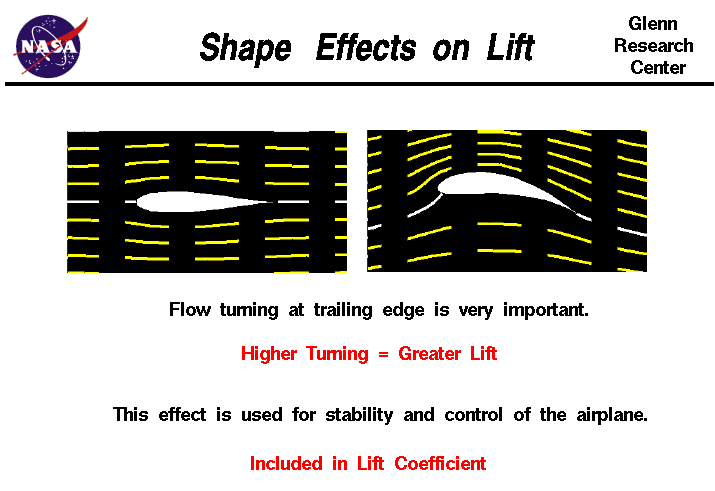 NASA
Shape Effects on Lift
Glenn
Research
Center
Flow turning at trailing edge is very important.
Higher Turning = Greater Lift
This effect is used for stability and control of the airplane.
Included in Lift Coefficient